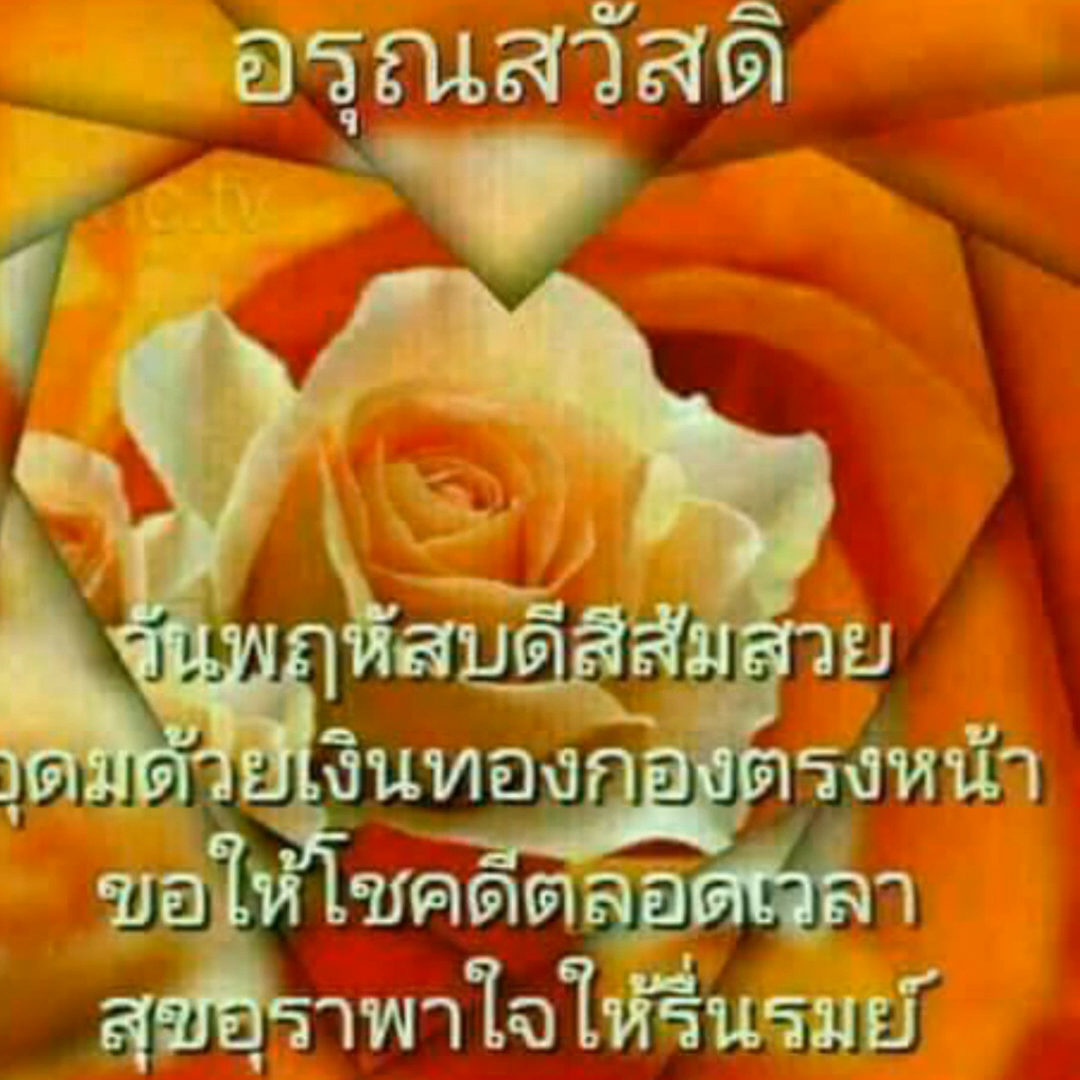 อรุณสวัสดิ์
วันพฤหัสบดีสีส้มสวย
อุดมด้วยเงินทองกองตรงหน้า
ขอให้โชคดีตลอดเวลา
สุขอุราพาใจให้รื่นรมย์